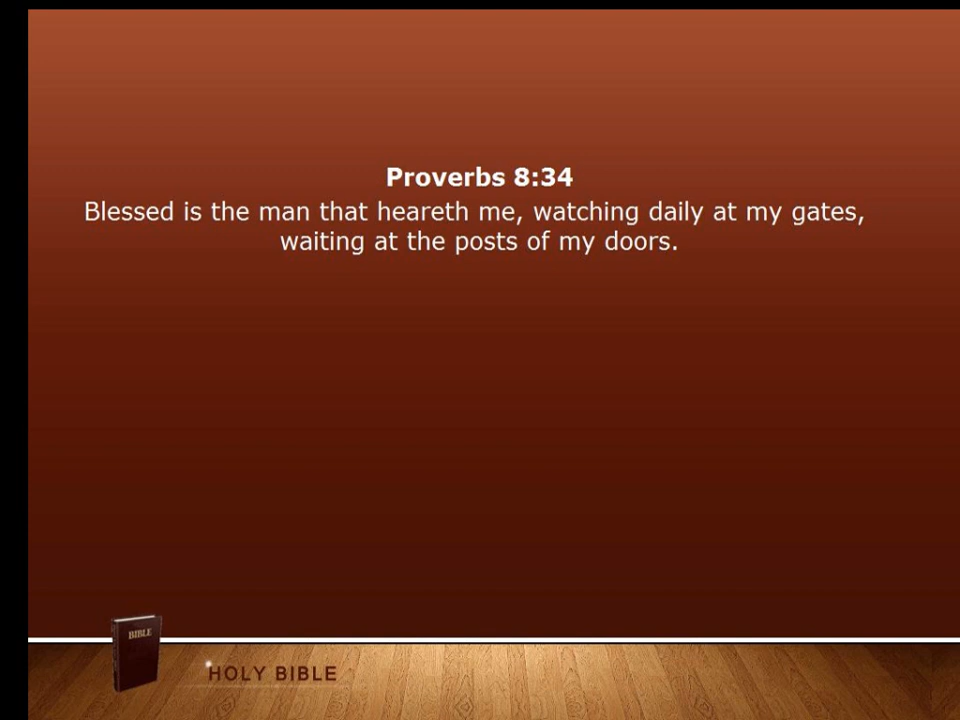 Proverbs 8:34
Blessed is the man that heareth me, watching daily at my gates,
waiting at the posts of my doors.
BIBLE
HOLY BIBLE